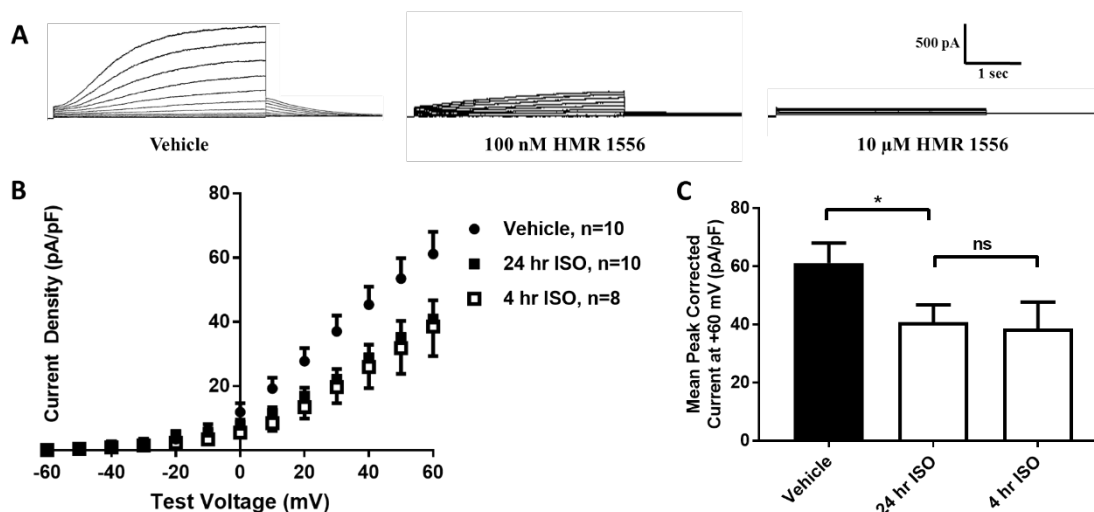 A
500 pA
1 sec
Vehicle
100 nM HMR 1556
10 µM HMR 1556
B
Current Density (pA/pF)
80
60
40
20
-60
-40
-20
0
20
40
60
Test Voltage (mV)
Vehicle, n=10
24 hr ISO, n=10
4 hr ISO, n=8
C
Mean Peak Corrected
Current at +60 mV (pA/pF)
80
60
40
20
0
*
ns
Vehicle
24 hr ISO
4 hr ISO